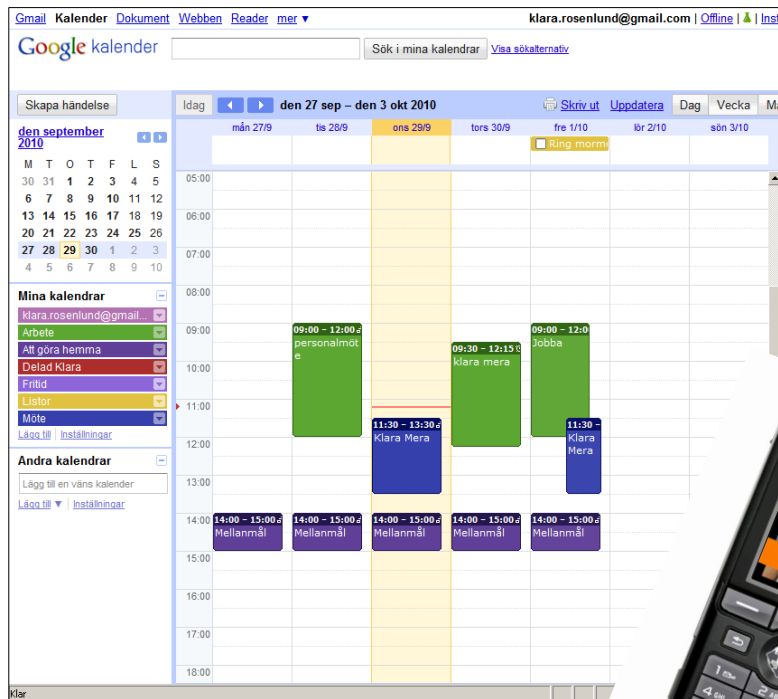 Gmail Kalender Dokument Webben Reader mer ▼ klara.rosenlund@gmail.com | Offline | | Inst
Google kalender Sök i mina kalendrar Visa sökalternativ
Skapa händelse Idag den 27 sep – den 3 okt 2010 Skriv ut Uppdatera Dag Vecka
den september
2010
mån 27/9 tis 28/9 ons 29/9 tors 30/9 fre 1/10 lör 2/10 sön 3/10
Ring morm
M T O T F L S
30 31 1 2 3 4 5
6 7 8 9 10 11 12
13 14 15 16 17 18 19
20 21 22 23 24 25 26
27 28 29 30 1 2 3
4 5 6 7 8 9 10
Mina kalendrar
klara.rosenlund@gmail...
Arbete
Att göra hemma
Delad Klara
Fritid
Listor
Möte
Lägg till | Inställningar
Andra kalendrar
Lägg till en väns kalender
Lägg till ▼ | Inställningar
05:00
06:00
07:00
08:00
09:00
10:00
11:00
12:00
13:00
14:00
15:00
16:00
17:00
18:00
09:00 – 12:00
personalmöt
e
11:30 – 13:30
Klara Mera
09:30 – 12:15
klara mera
09:00 – 12:0
Jobba
11:30 –
Klara
Mera
14:00 – 15:00
Mellanmål
14:00 – 15:00
Mellanmål
14:00 – 15:00
Mellanmål
14:00 – 15:00
Mellanmål
14:00 – 15:00
Mellanmål
Klar